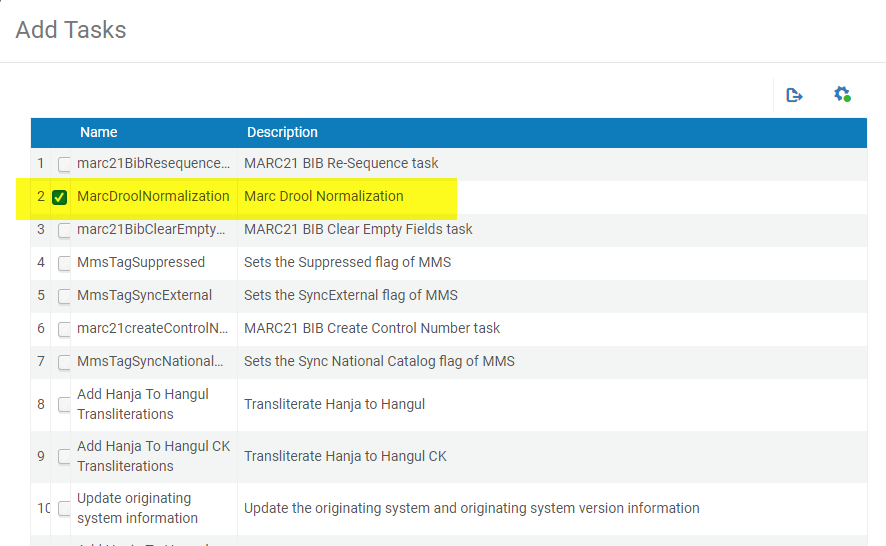 Add Tasks
Name Description
1 marc21BibResequence... MARC21 BIB Re-Sequence task
2 MarcDroolNormalization Marc Drool Normalization
3 marc21BibClearEmpty... MARC21 BIB Clear Empty Fields task
4 MmsTagSuppressed Sets the Suppressed flag of MMS
5 MmsTagSyncExternal Sets the SyncExternal flag of MMS
6 marc21createControlN... MARC21 BIB Create Control Number task
7 MmsTagSyncNational... Sets the Sync National Catalog flag of MMS
Add Hanja To Hangul
8 Transliterations Transliterate Hanja to Hangul
Add Hanja To Hangul CK
9 Transliterations Transliterate Hanja to Hangul CK
Update originating
10 system information Update the originating system and originating system version information